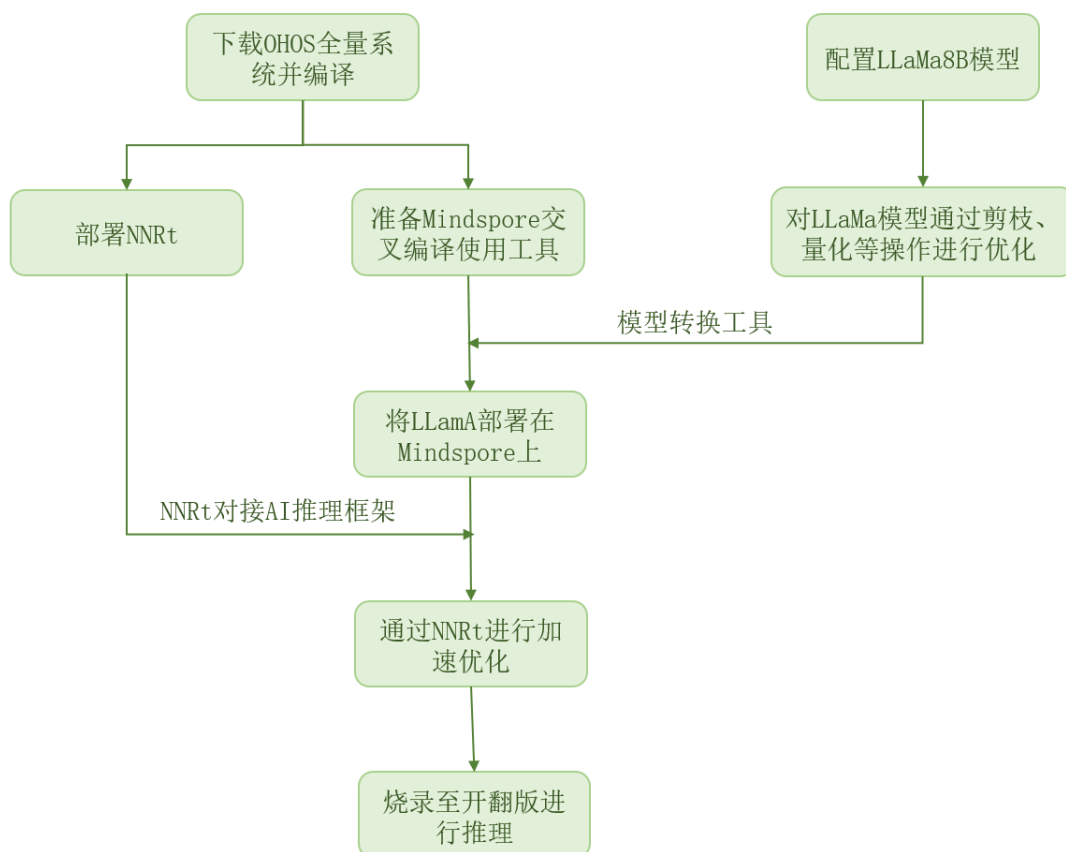 下载OHOS全量系
统并编译
配置LLaMa8B模型
部署NNRt
准备Mindspore交
叉编译使用工具
对LLaMa模型通过剪枝、
量化等操作进行优化
模型转换工具
将LLamA部署在
Mindspore上
NNRt对接AI推理框架
通过NNRt进行加
速优化
烧录至开翻版进
行推理